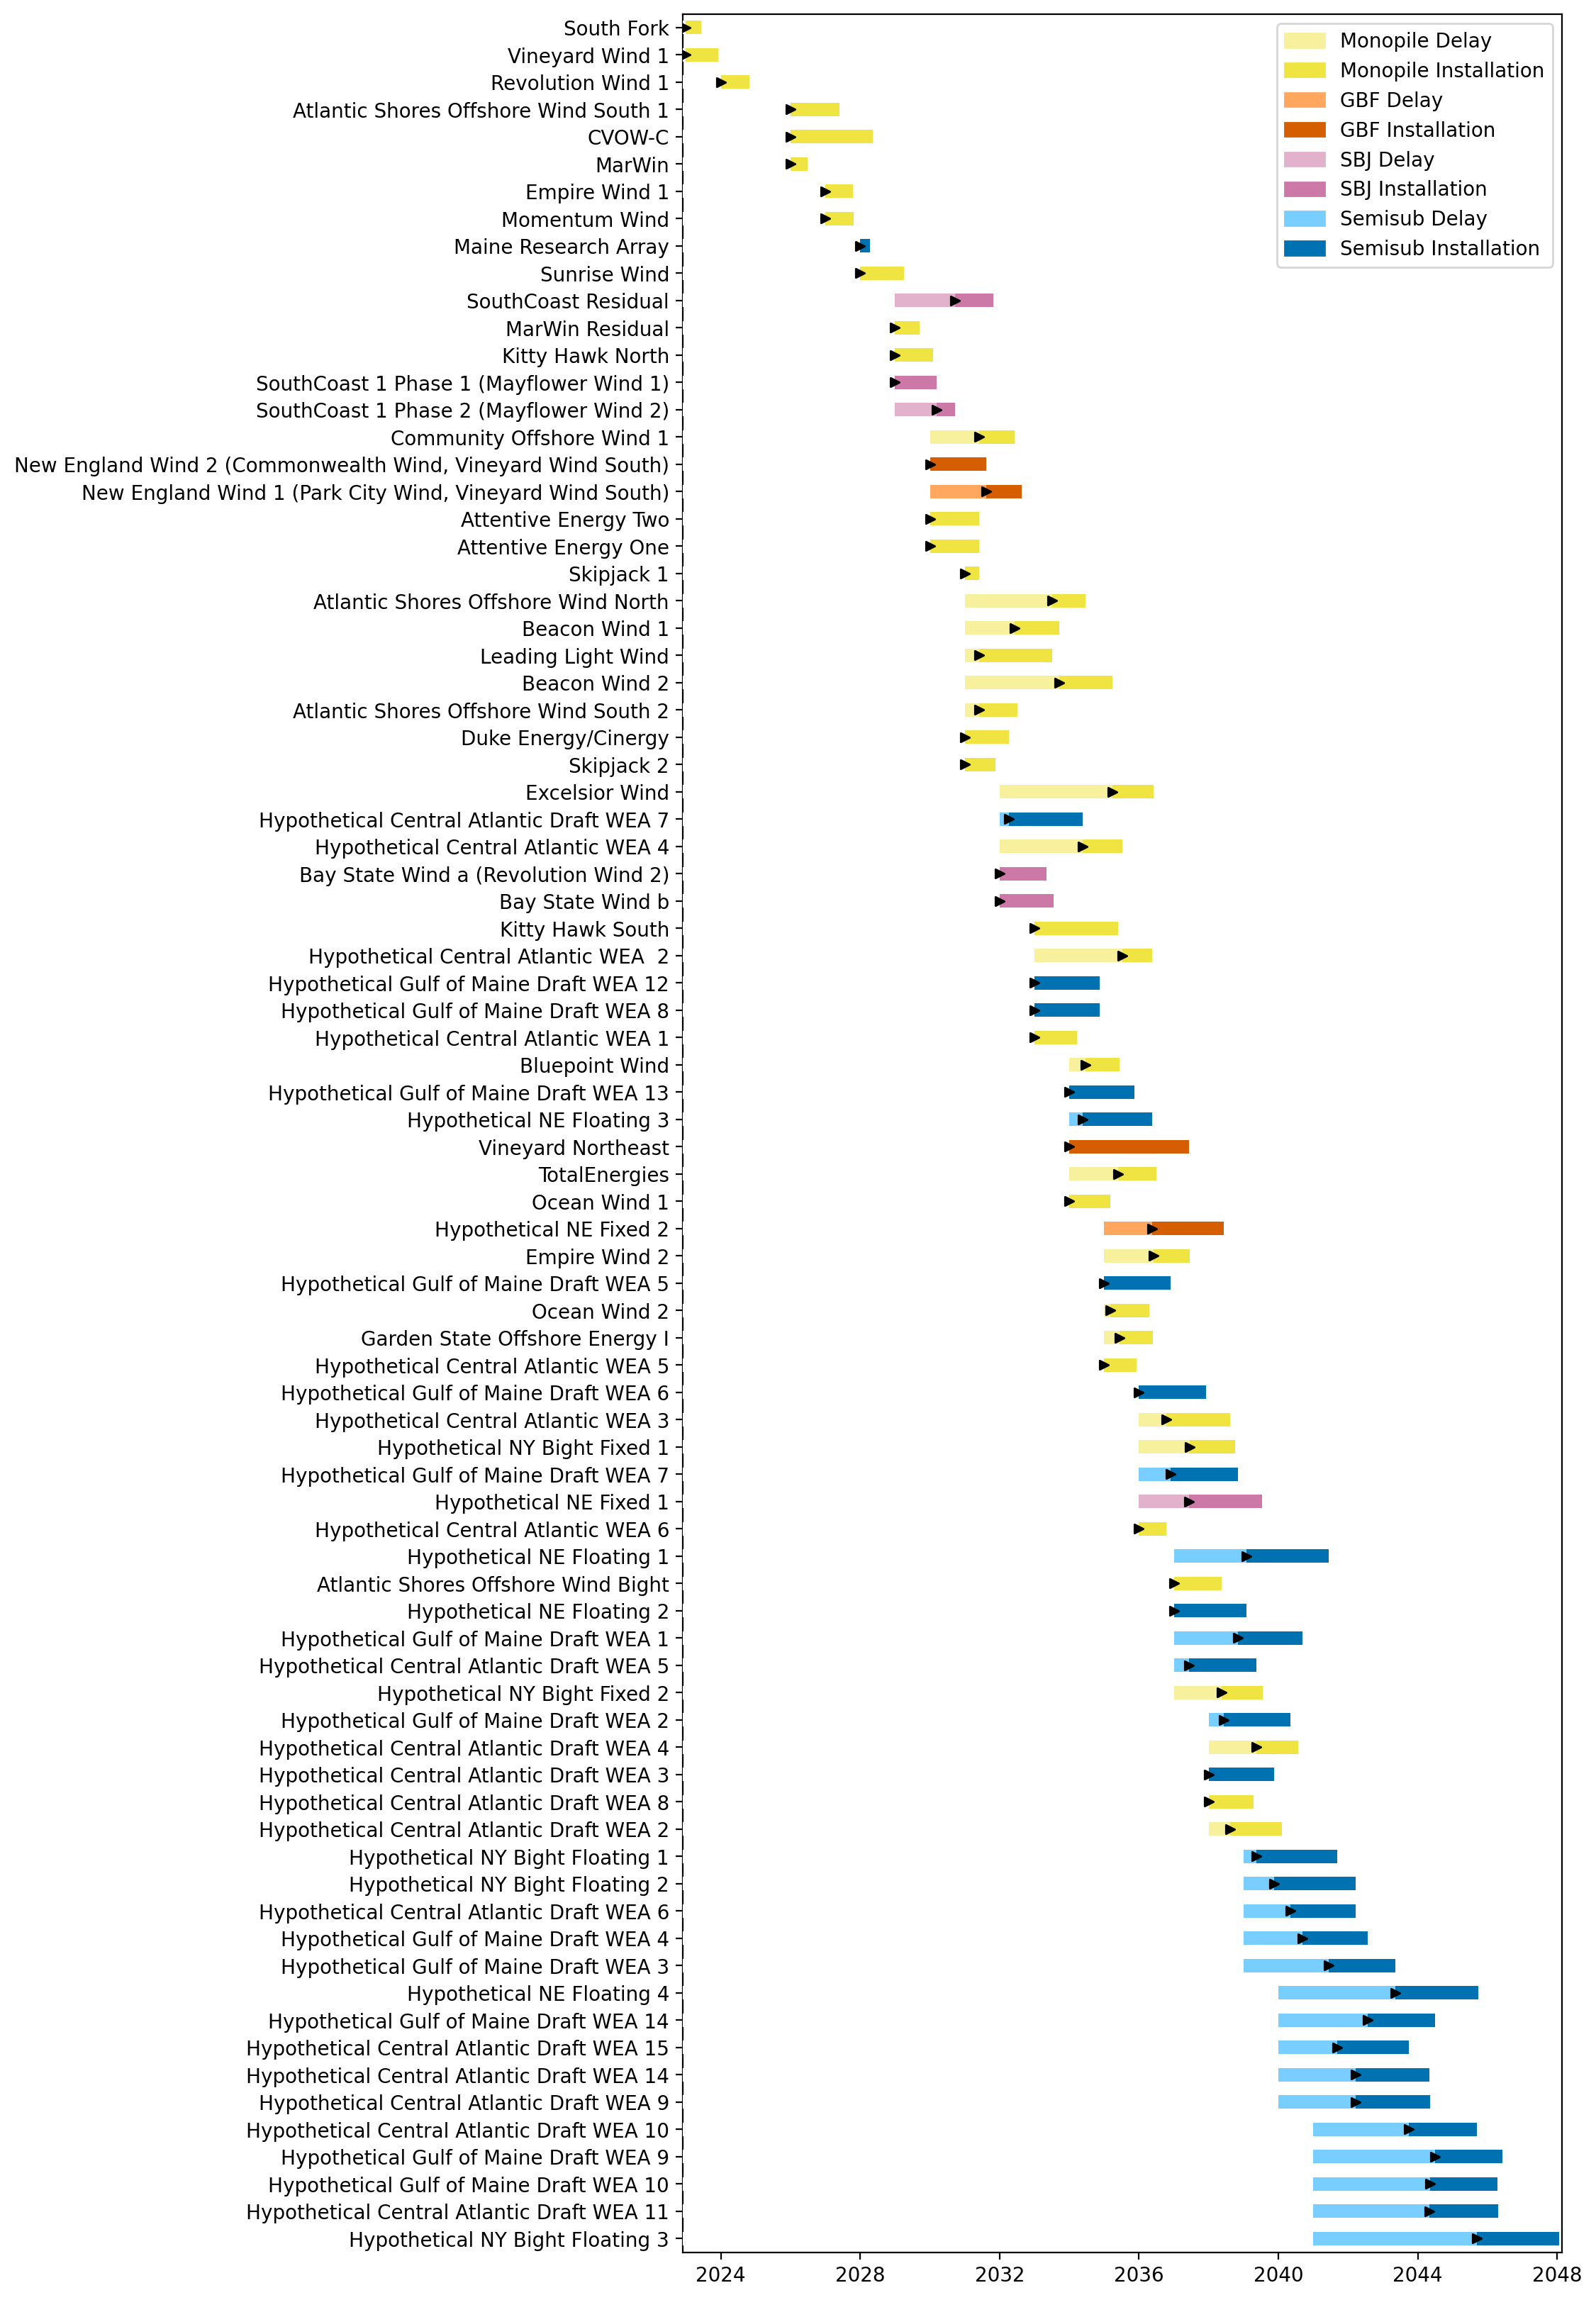 South Fork
Vineyard Wind 1
Revolution Wind 1
Atlantic Shores Offshore Wind South 1
CVOW-C
MarWin
Empire Wind 1
Momentum Wind
Maine Research Array
Sunrise Wind
SouthCoast Residual
MarWin Residual
Kitty Hawk North
SouthCoast 1 Phase 1 (Mayflower Wind 1)
SouthCoast 1 Phase 2 (Mayflower Wind 2)
Community Offshore Wind 1
New England Wind 2 (Commonwealth Wind, Vineyard Wind South)
New England Wind 1 (Park City Wind, Vineyard Wind South)
Attentive Energy Two
Attentive Energy One
Skipjack 1
Atlantic Shores Offshore Wind North
Beacon Wind 1
Leading Light Wind
Beacon Wind 2
Atlantic Shores Offshore Wind South 2
Duke Energy/Cinergy
Skipjack 2
Excelsior Wind
Hypothetical Central Atlantic Draft WEA 7
Hypothetical Central Atlantic WEA 4
Bay State Wind a (Revolution Wind 2)
Bay State Wind b
Kitty Hawk South
Hypothetical Central Atlantic WEA  2
Hypothetical Gulf of Maine Draft WEA 12
Hypothetical Gulf of Maine Draft WEA 8
Hypothetical Central Atlantic WEA 1
Bluepoint Wind
Hypothetical Gulf of Maine Draft WEA 13
Hypothetical NE Floating 3
Vineyard Northeast
TotalEnergies
Ocean Wind 1
Hypothetical NE Fixed 2
Empire Wind 2
Hypothetical Gulf of Maine Draft WEA 5
Ocean Wind 2
Garden State Offshore Energy I
Hypothetical Central Atlantic WEA 5
Hypothetical Gulf of Maine Draft WEA 6
Hypothetical Central Atlantic WEA 3
Hypothetical NY Bight Fixed 1
Hypothetical Gulf of Maine Draft WEA 7
Hypothetical NE Fixed 1
Hypothetical Central Atlantic WEA 6
Hypothetical NE Floating 1
Atlantic Shores Offshore Wind Bight
Hypothetical NE Floating 2
Hypothetical Gulf of Maine Draft WEA 1
Hypothetical Central Atlantic Draft WEA 5
Hypothetical NY Bight Fixed 2
Hypothetical Gulf of Maine Draft WEA 2
Hypothetical Central Atlantic Draft WEA 4
Hypothetical Central Atlantic Draft WEA 3
Hypothetical Central Atlantic Draft WEA 8
Hypothetical Central Atlantic Draft WEA 2
Hypothetical NY Bight Floating 1
Hypothetical NY Bight Floating 2
Hypothetical Central Atlantic Draft WEA 6
Hypothetical Gulf of Maine Draft WEA 4
Hypothetical Gulf of Maine Draft WEA 3
Hypothetical NE Floating 4
Hypothetical Gulf of Maine Draft WEA 14
Hypothetical Central Atlantic Draft WEA 15
Hypothetical Central Atlantic Draft WEA 14
Hypothetical Central Atlantic Draft WEA 9
Hypothetical Central Atlantic Draft WEA 10
Hypothetical Gulf of Maine Draft WEA 9
Hypothetical Gulf of Maine Draft WEA 10
Hypothetical Central Atlantic Draft WEA 11
Hypothetical NY Bight Floating 3
Monopile Delay
Monopile Installation
GBF Delay
GBF Installation
SBJ Delay
SBJ Installation
Semisub Delay
Semisub Installation
2024 2028 2032 2036 2040 2044 2048